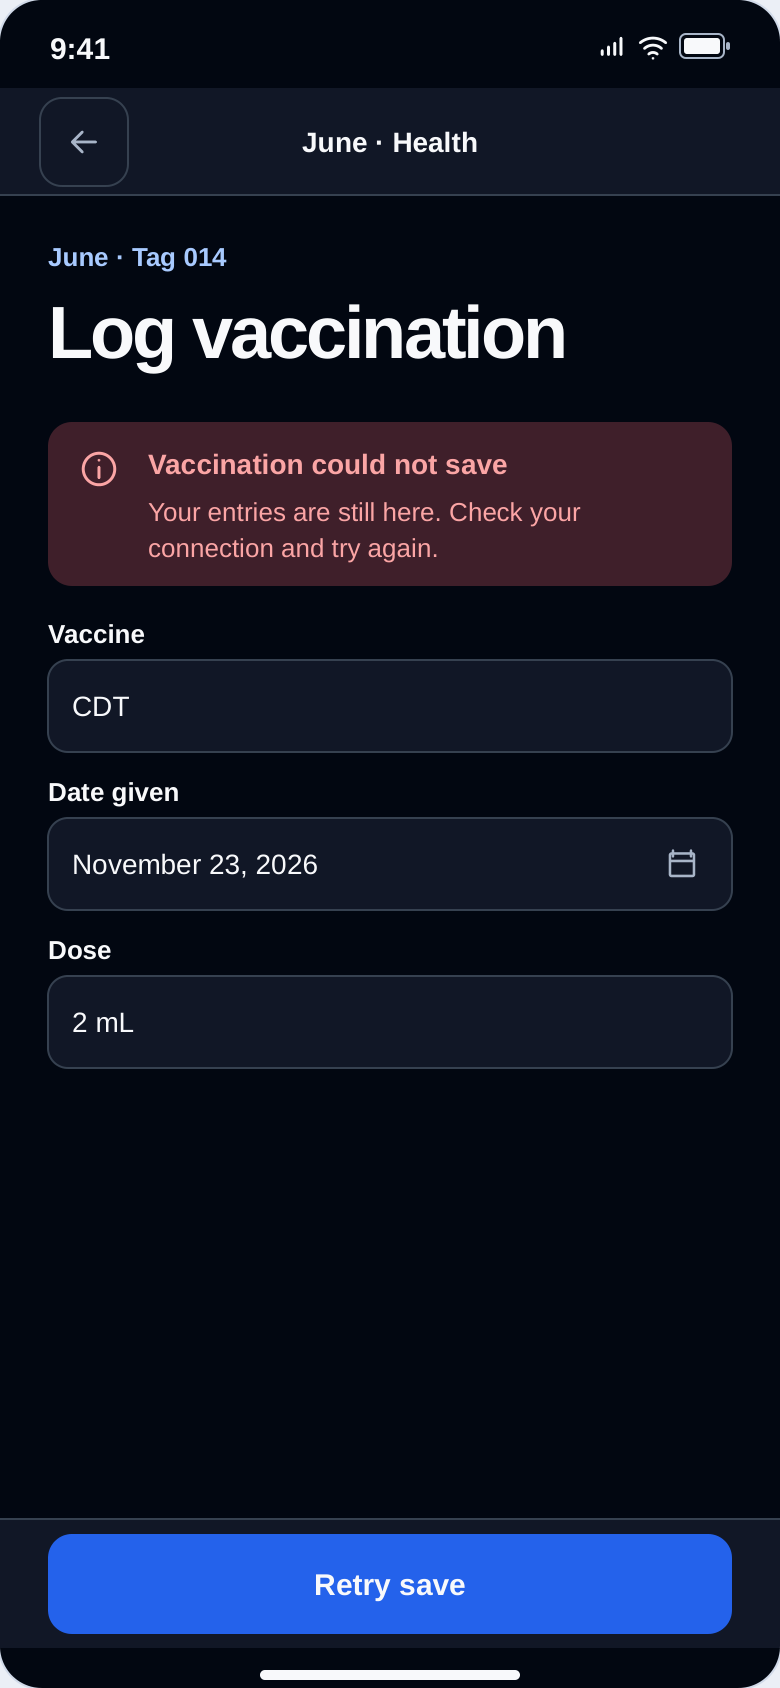 9:41
June · Health
June · Tag 014
Log vaccination
Vaccination could not save
Your entries are still here. Check your
connection and try again.
Vaccine
CDT
Date given
November 23, 2026
Dose
2 mL
Retry save